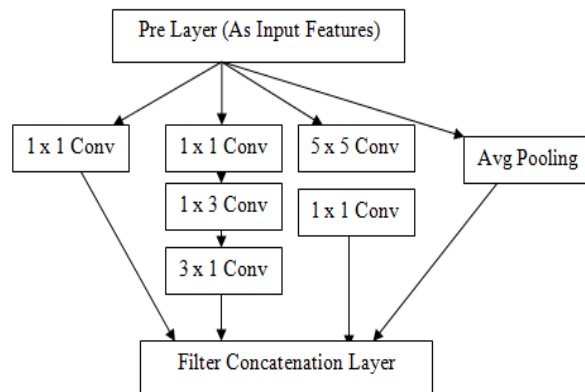 Pre Layer (As Input Features)
1 x 1 Conv
1 x 1 Conv
5 x 5 Conv
Avg Pooling
1 x 3 Conv
1 x 1 Conv
3 x 1 Conv
Filter Concatenation Layer